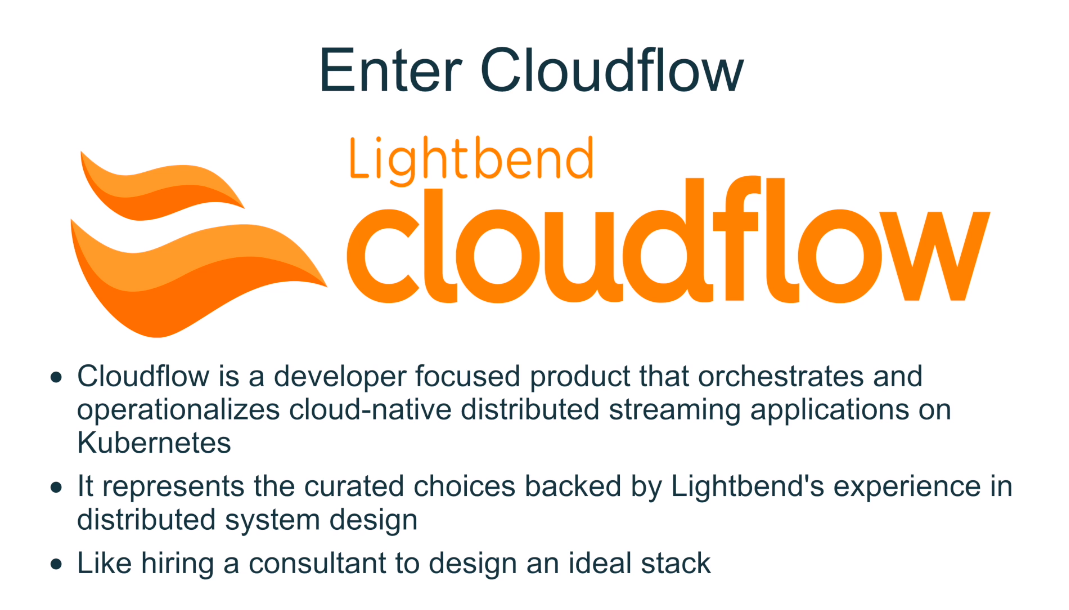 Enter Cloudflow
Lightbend
cloudflow
• Cloudflow is a developer focused product that orchestrates and
operationalizes cloud-native distributed streaming applications on
Kubernetes
• It represents the curated choices backed by Lightbend's experience in
distributed system design
• Like hiring a consultant to design an ideal stack